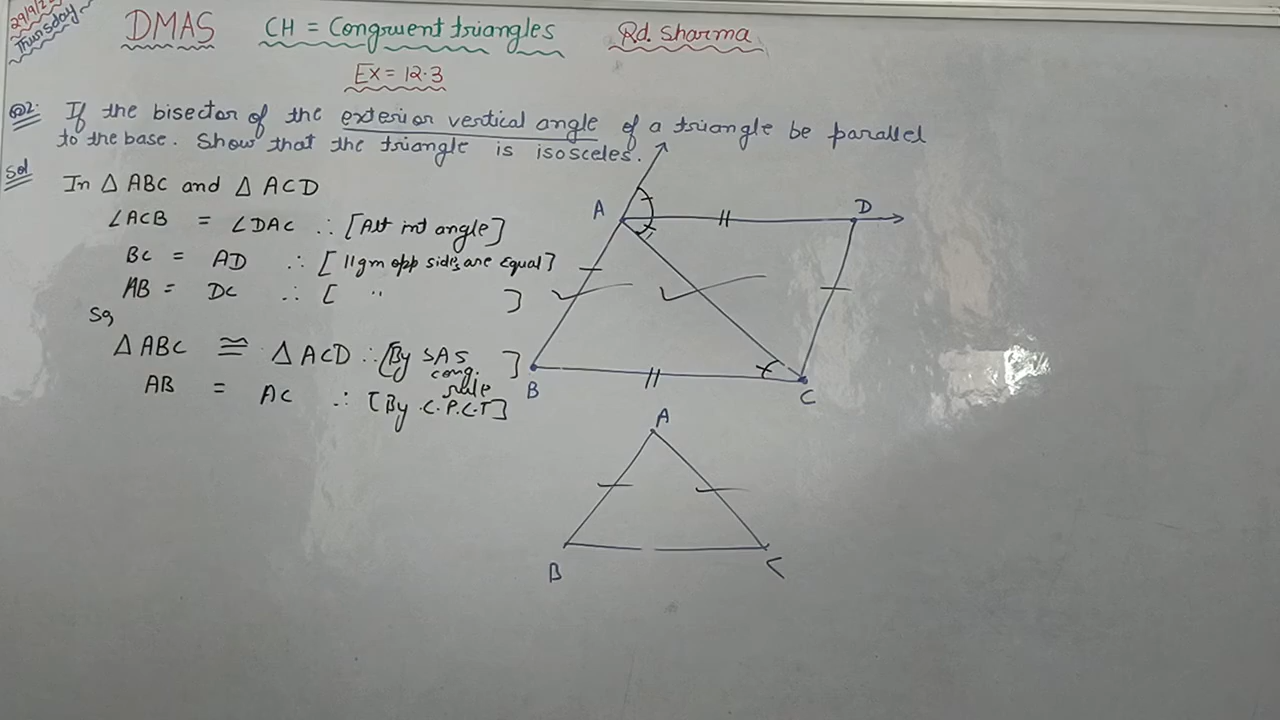 29/9/2
Thursday
DMAS CH = Congruent triangles Rd. Sharma
Ex = 12.3
Q2. If the bisector of the exterior vertical angle of a triangle be parallel
to the base. Show that the triangle is isosceles.
Sol In △ ABC and △ ACD
∠ACB = ∠DAC ∴ [Alt int angle]
BC = AD ∴ [ ||gm opp sides are equal]
AB = DC ∴ [ " ]
So
△ ABC ≅ △ ACD ∴ [By SAS cong. rule]
AB = AC ∴ [By C.P.C.T]
A
D
B
C
A
B
C